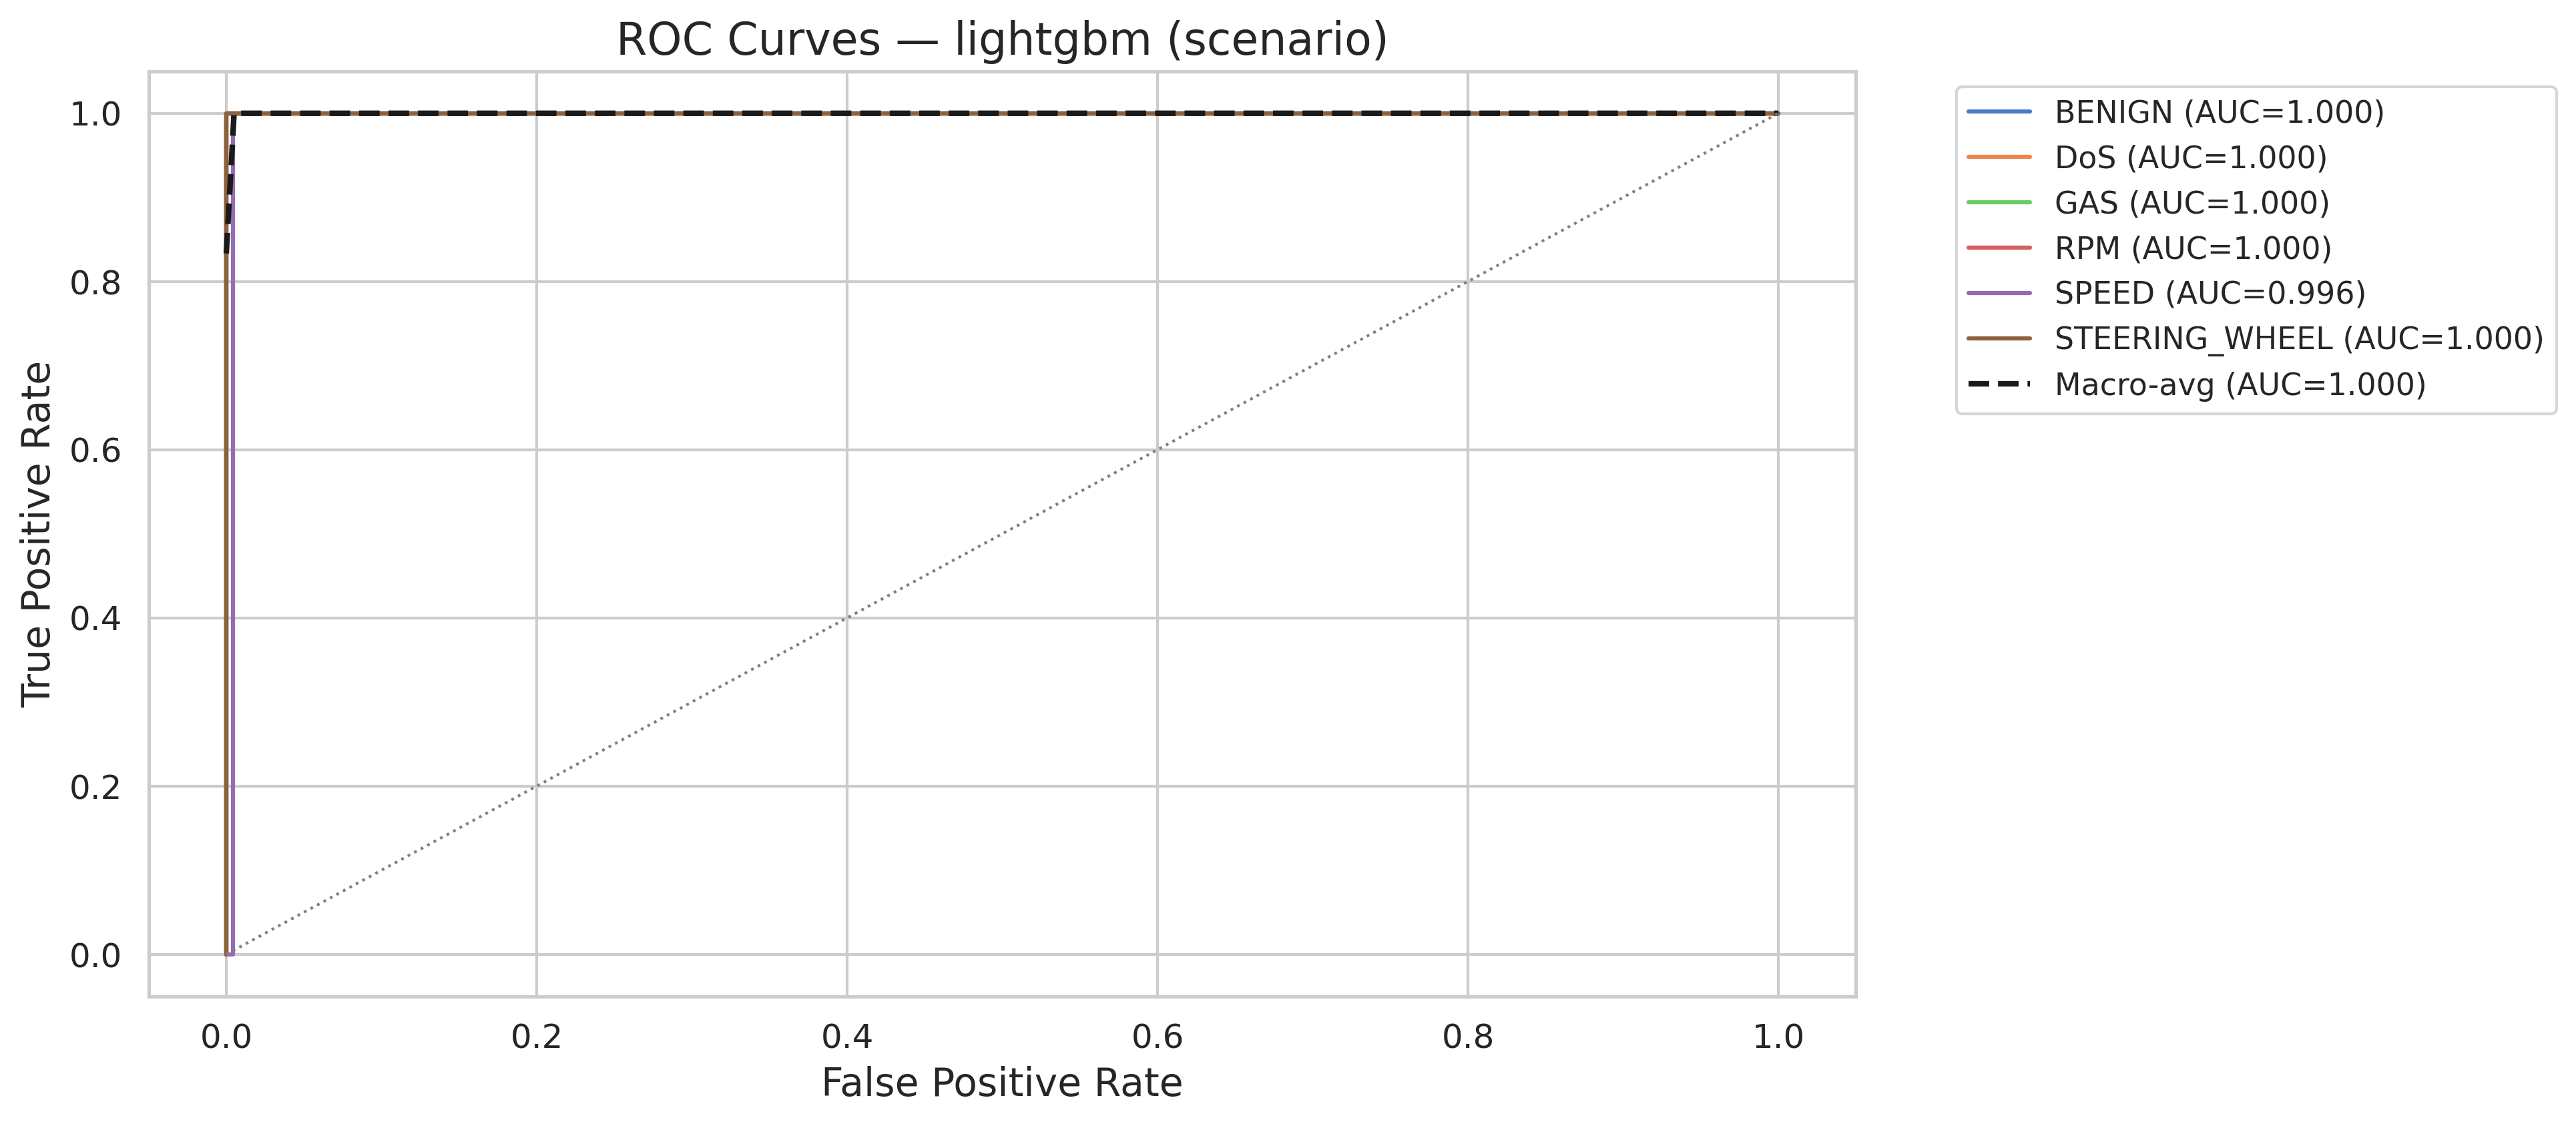 ROC Curves — lightgbm (scenario)
True Positive Rate
1.0
0.8
0.6
0.4
0.2
0.0
0.0 0.2 0.4 0.6 0.8 1.0
False Positive Rate
BENIGN (AUC=1.000)
DoS (AUC=1.000)
GAS (AUC=1.000)
RPM (AUC=1.000)
SPEED (AUC=0.996)
STEERING_WHEEL (AUC=1.000)
Macro-avg (AUC=1.000)